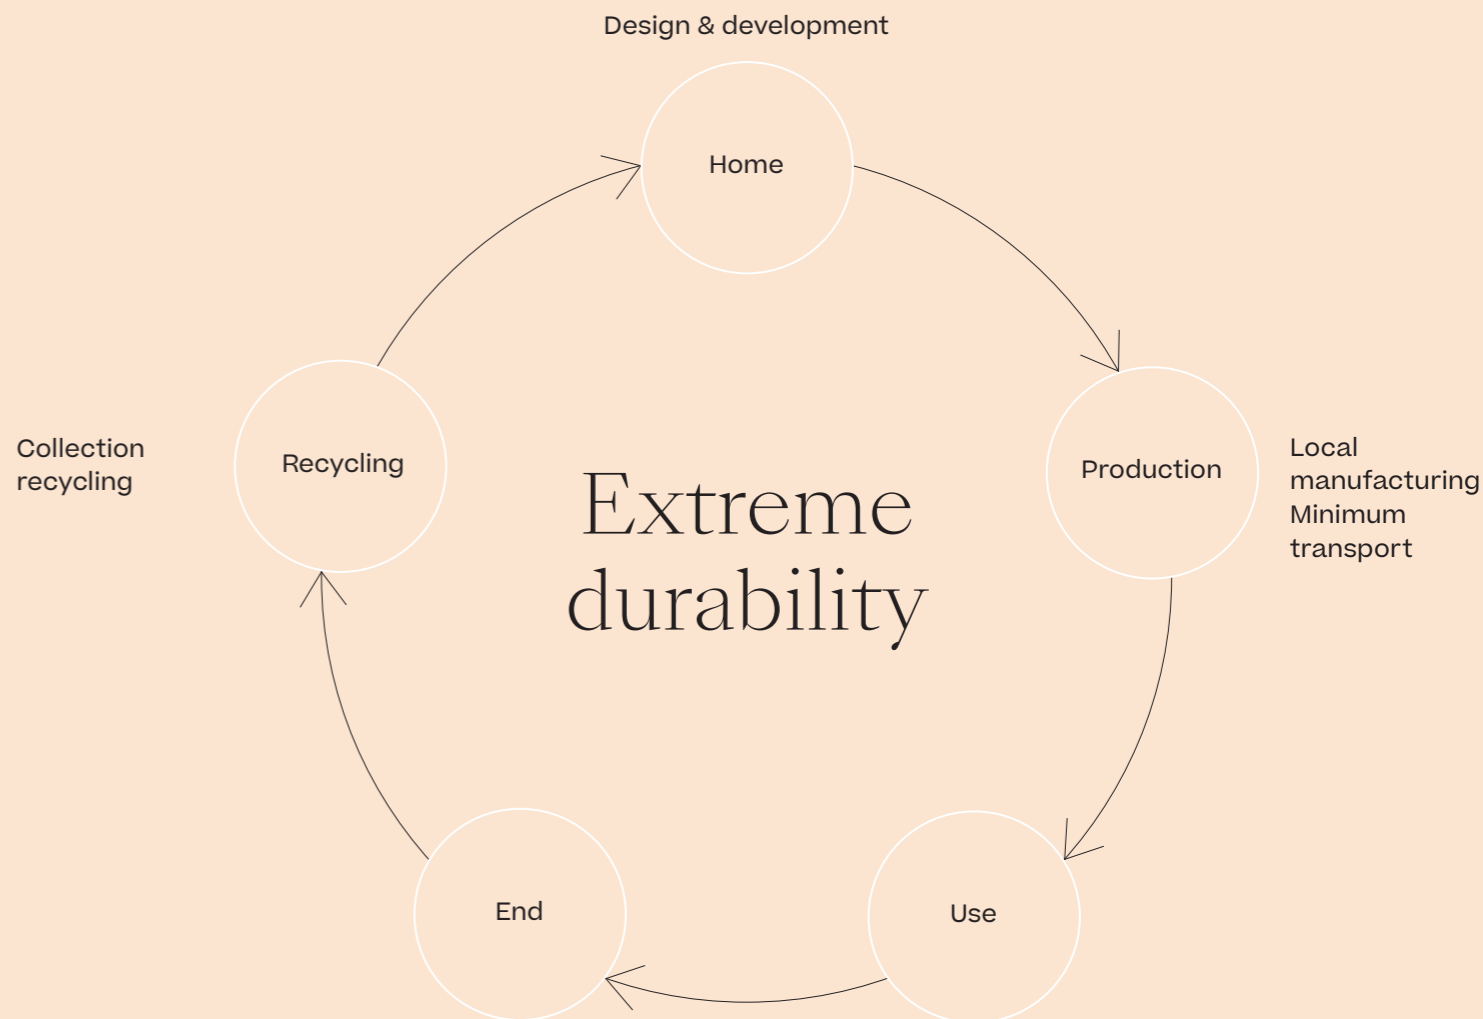 Design & development
Home
Recycling
Collection
recycling
Extreme
durability
Production
Local
manufacturing
Minimum
transport
End
Use